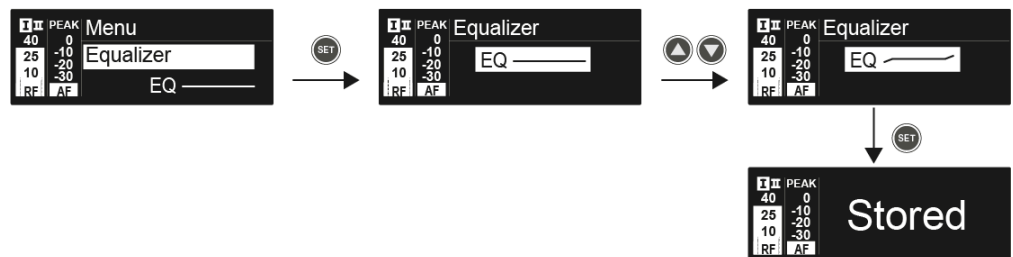 I II PEAK Menu
40 0
25 -10 Equalizer
10 -20
-30 EQ
RF AF
SET
I II PEAK Equalizer
40 0
25 -10 EQ
10 -20
-30
RF AF
I II PEAK Equalizer
40 0
25 -10 EQ
10 -20
-30
RF AF
SET
I II PEAK
40 0
25 -10 Stored
10 -20
-30
RF AF